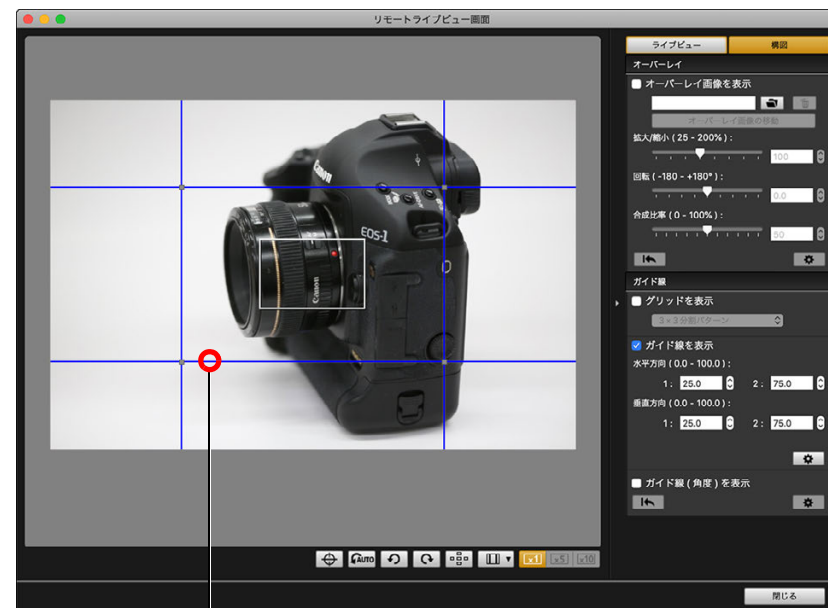 リモートライブビュー画面
ライブビュー
構図
オーバーレイ
オーバーレイ画像を表示
オーバーレイ画像の移動
拡大/縮小 ( 25 - 200% ) :
100
回転 ( -180 - +180° ) :
0.0
合成比率 ( 0 - 100% ) :
50
ガイド線
グリッドを表示
3 × 3 分割パターン
ガイド線を表示
水平方向 ( 0.0 - 100.0 ) :
1 : 25.0 2 : 75.0
垂直方向 ( 0.0 - 100.0 ) :
1 : 25.0 2 : 75.0
ガイド線 ( 角度 ) を表示
Canon
EOS-1
Canon
AUTO
x1 x5 x10
閉じる